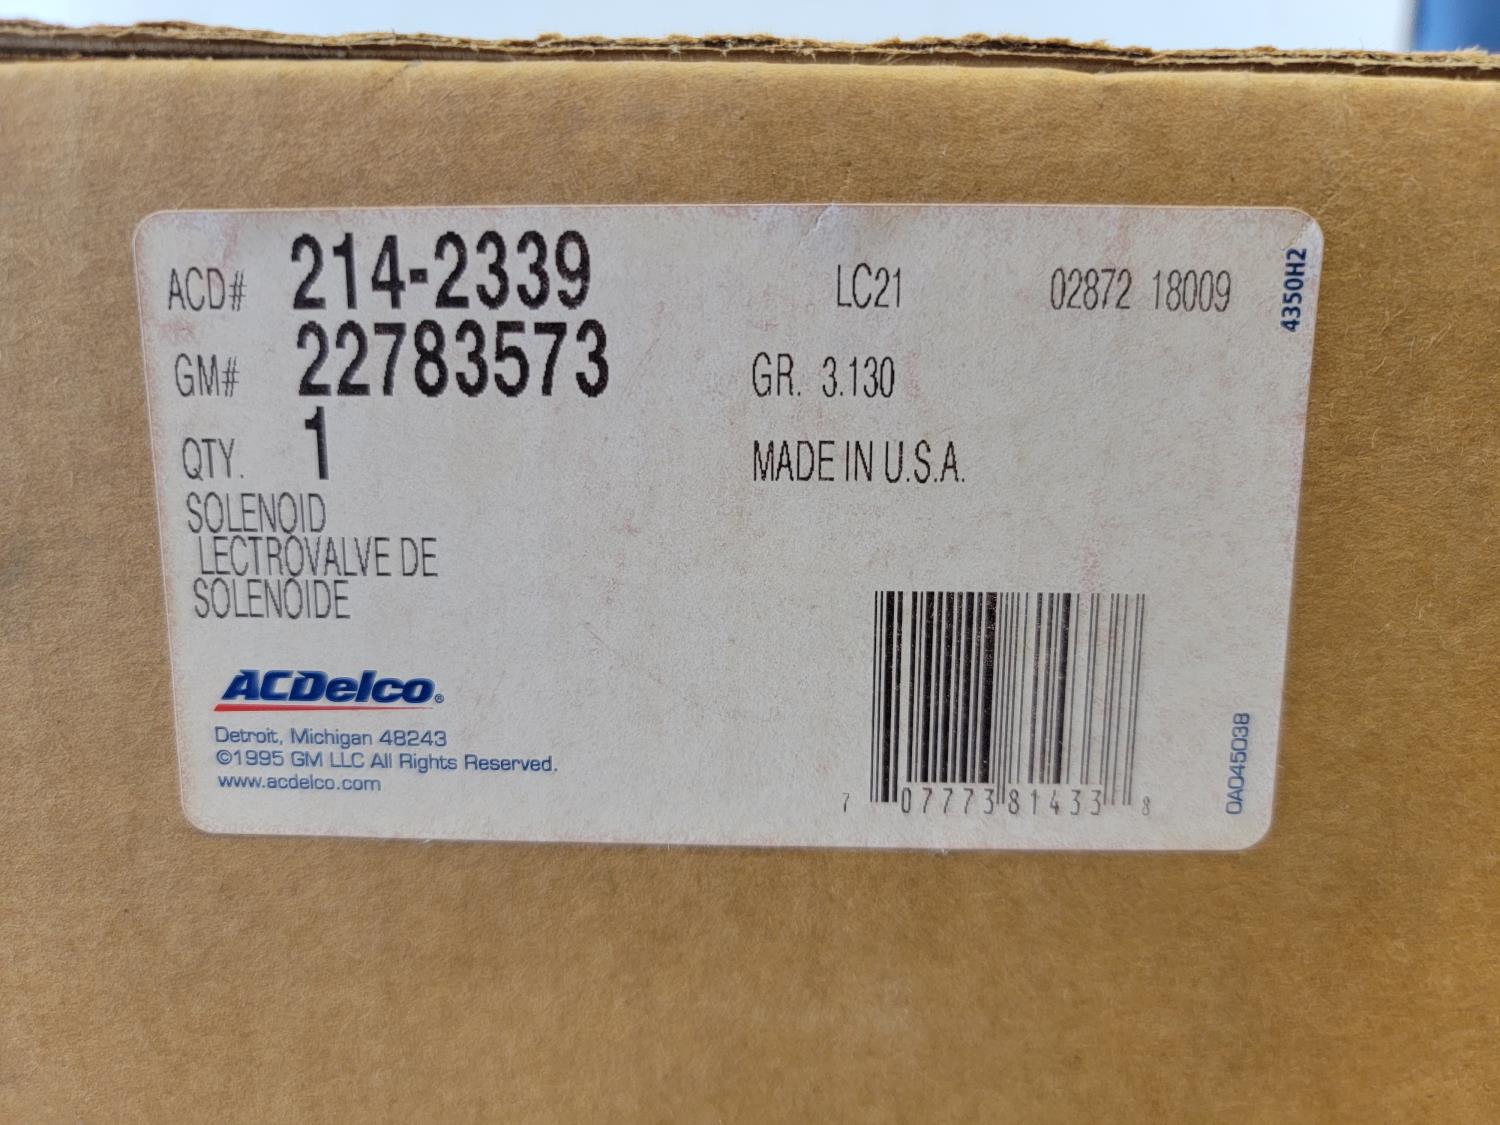 ACD# 214-2339 LC21 02872 18009
GM# 22783573 GR. 3.130
QTY. 1 MADE IN U.S.A.
SOLENOID
LECTROVALVE DE
SOLENOIDE
ACDelco®
Detroit, Michigan 48243
©1995 GM LLC All Rights Reserved.
www.acdelco.com
7 07773 81433 8
4350H2
0A045038